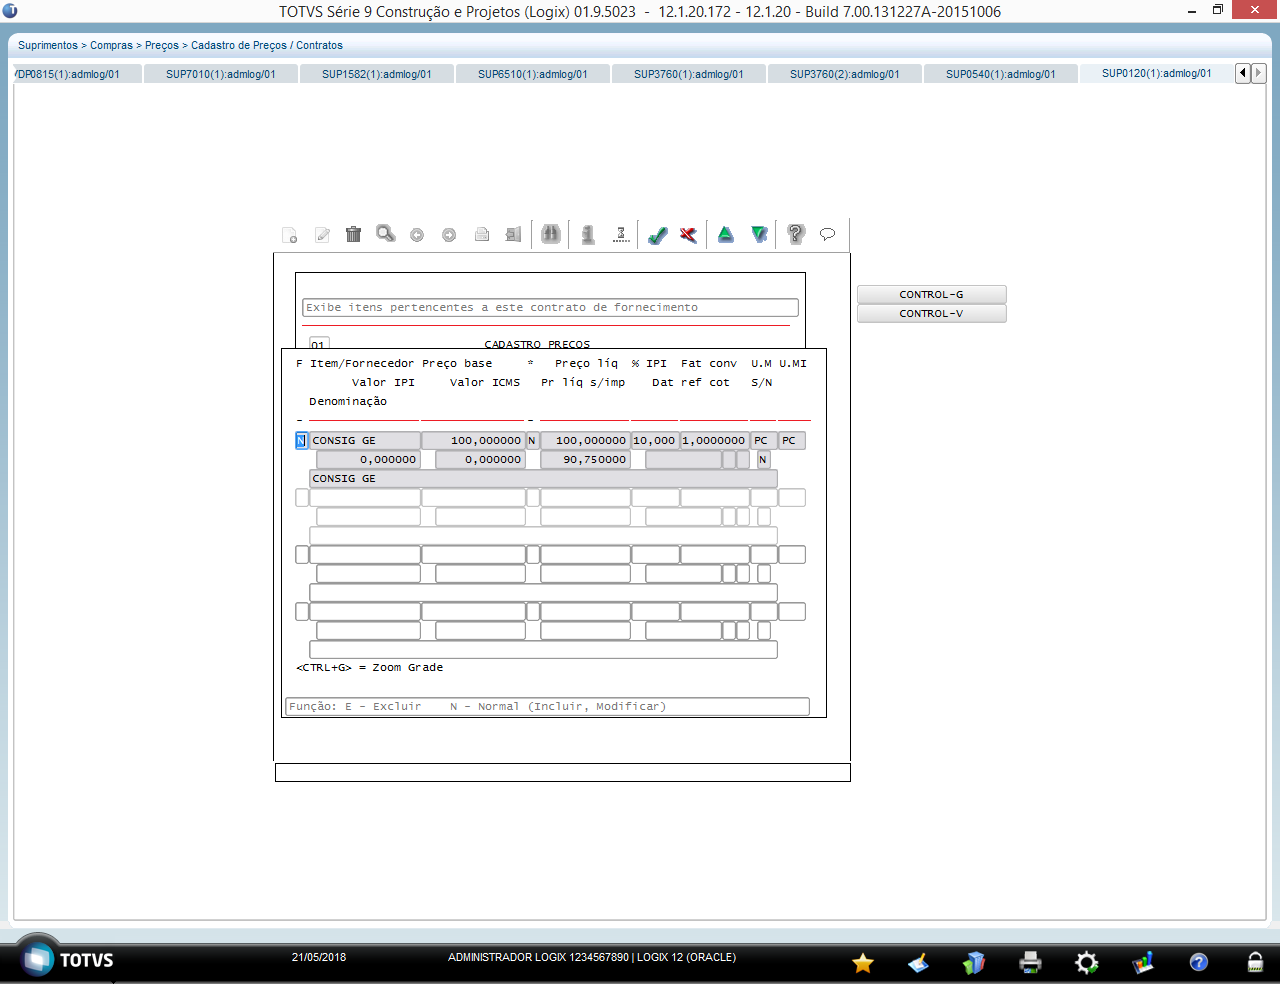 TOTVS Série 9 Construção e Projetos (Logix) 01.9.5023 - 12.1.20.172 - 12.1.20 - Build 7.00.131227A-20151006
Suprimentos > Compras > Preços > Cadastro de Preços / Contratos
VDP0815(1):admlog/01 SUP7010(1):admlog/01 SUP1582(1):admlog/01 SUP6510(1):admlog/01 SUP3760(1):admlog/01 SUP3760(2):admlog/01 SUP0540(1):admlog/01 SUP0120(1):admlog/01
CONTROL-G
CONTROL-V
Exibe itens pertencentes a este contrato de fornecimento
01 CADASTRO PRECOS
F Item/Fornecedor Preço base * Preço líq % IPI Fat conv U.M U.MI
Valor IPI Valor ICMS Pr líq s/imp Dat ref cot S/N
Denominação
N CONSIG GE 100,000000 N 100,000000 10,000 1,0000000 PC PC
0,000000 0,000000 90,750000 N
CONSIG GE
<CTRL+G> = Zoom Grade
Função: E - Excluir N - Normal (Incluir, Modificar)
TOTVS 21/05/2018 ADMINISTRADOR LOGIX 1234567890 | LOGIX 12 (ORACLE)